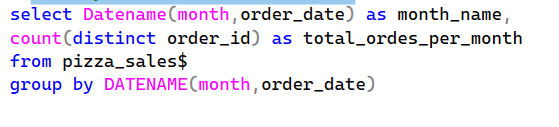 select Datename(month,order_date) as month_name,
count(distinct order_id) as total_ordes_per_month
from pizza_sales$
group by DATENAME(month,order_date)